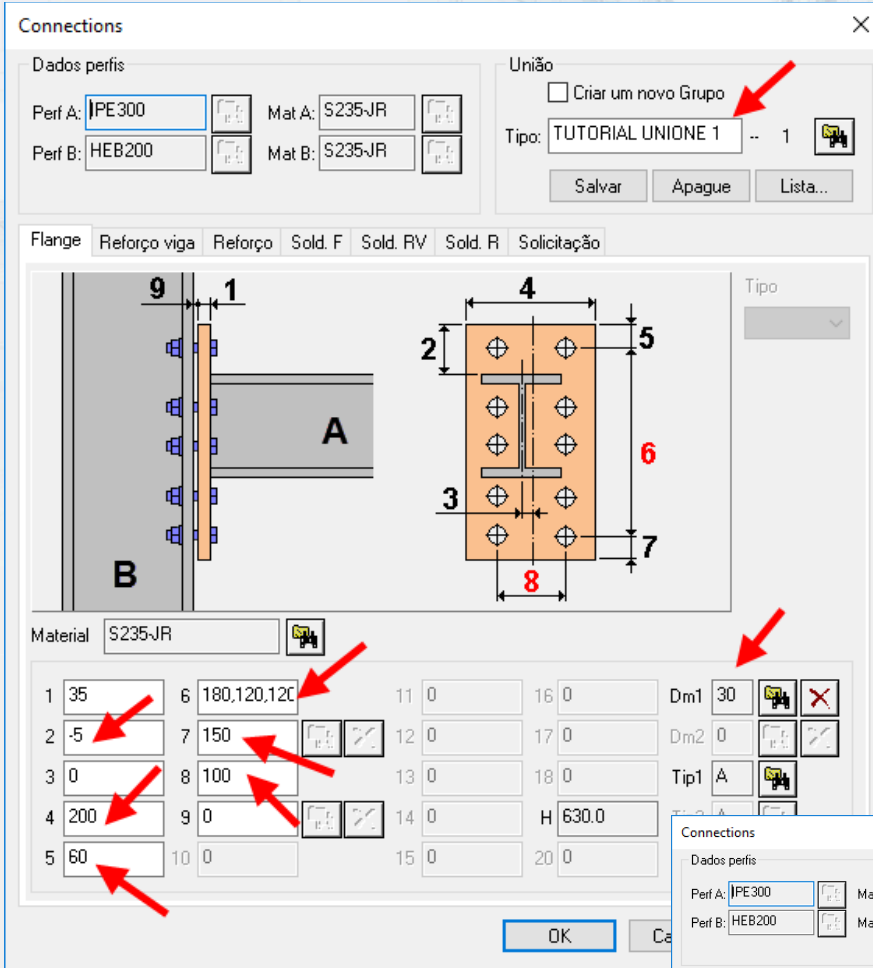 Connections
Dados perfis
Perf A: IPE300 Mat A: S235-JR
Perf B: HEB200 Mat B: S235-JR
União
Criar um novo Grupo
Tipo: TUTORIAL UNIONE 1 -- 1
Salvar Apague Lista...
Flange Reforço viga Reforço Sold. F Sold. RV Sold. R Solicitação
9 1 4
2 5
A 6
3 7
B 8
Tipo
Material S235-JR
1 35 6 180,120,120 11 0 16 0 Dm1 30
2 -5 7 150 12 0 17 0 Dm2 0
3 0 8 100 13 0 18 0 Tip1 A
4 200 9 0 14 0 H 630.0
5 60 10 0 15 0 20 0
OK Ca
Connections
Dados perfis
Perf A: IPE300 Ma
Perf B: HEB200 Ma